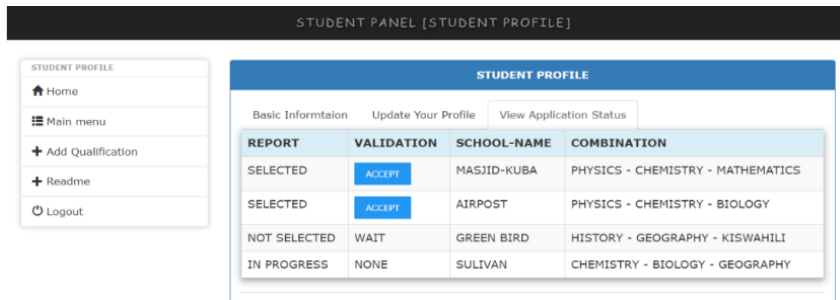 STUDENT PANEL [STUDENT PROFILE]
STUDENT PROFILE
Home
Main menu
Add Qualification
Readme
Logout
STUDENT PROFILE
Basic Informtaion Update Your Profile View Application Status
REPORT VALIDATION SCHOOL-NAME COMBINATION
SELECTED ACCEPT MASJID-KUBA PHYSICS - CHEMISTRY - MATHEMATICS
SELECTED ACCEPT AIRPOST PHYSICS - CHEMISTRY - BIOLOGY
NOT SELECTED WAIT GREEN BIRD HISTORY - GEOGRAPHY - KISWAHILI
IN PROGRESS NONE SULIVAN CHEMISTRY - BIOLOGY - GEOGRAPHY